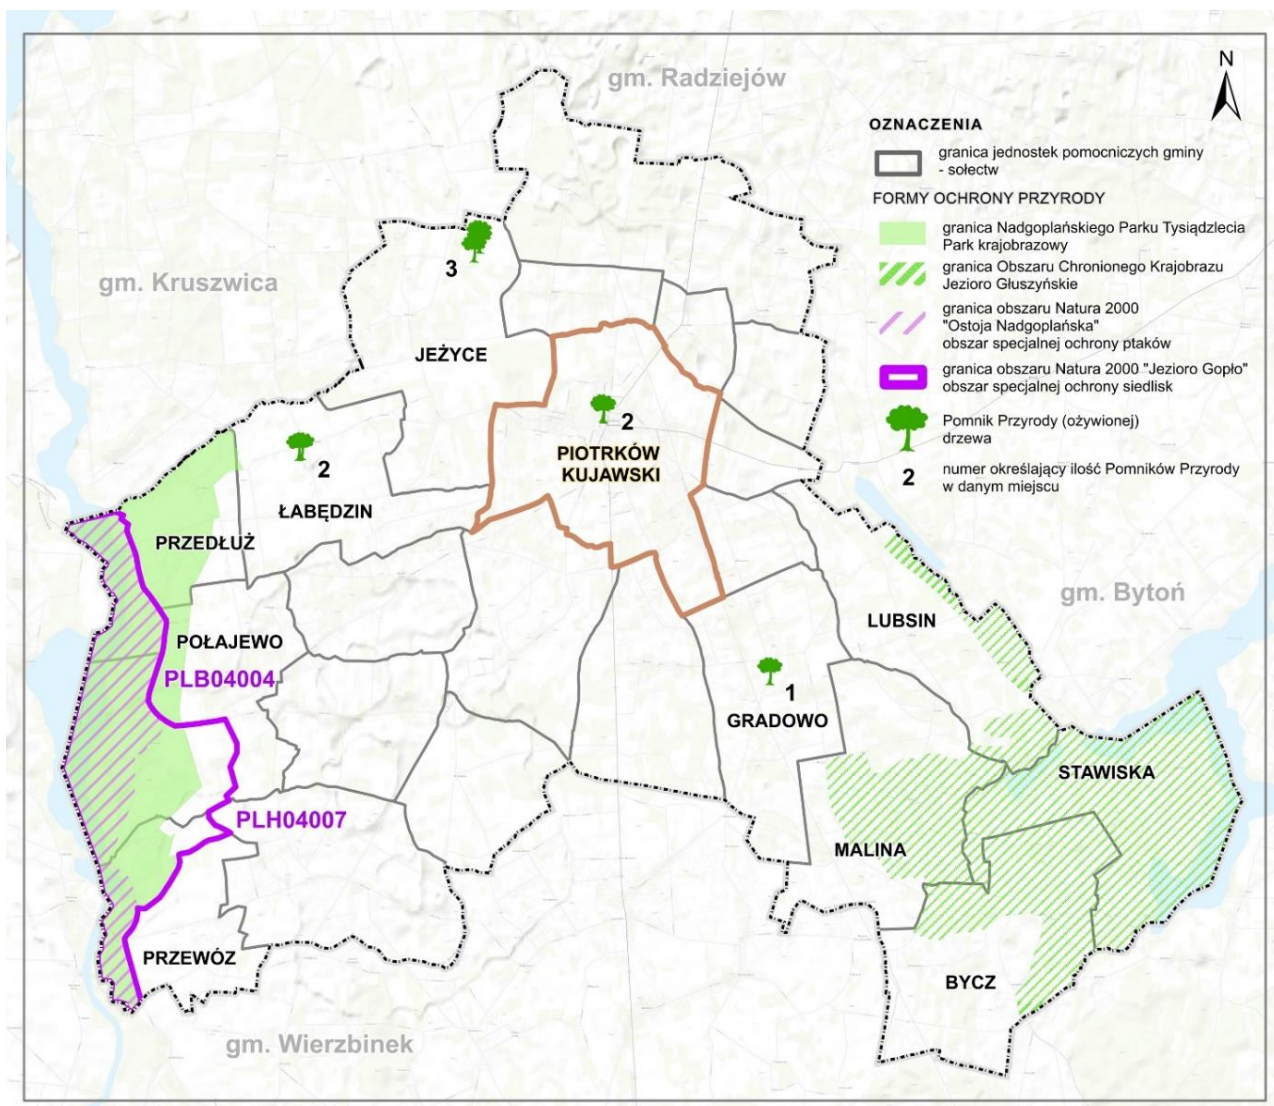 gm. Radziejów
N
OZNACZENIA
granica jednostek pomocniczych gminy
- sołectw
FORMY OCHRONY PRZYRODY
granica Nadgoplańskiego Parku Tysiądzlecia
Park krajobrazowy
granica Obszaru Chronionego Krajobrazu
Jezioro Głuszyńskie
granica obszaru Natura 2000
"Ostoja Nadgoplańska"
obszar specjalnej ochrony ptaków
granica obszaru Natura 2000 "Jezioro Gopło"
obszar specjalnej ochrony siedlisk
Pomnik Przyrody (ożywionej)
drzewa
2
numer określający ilość Pomników Przyrody
w danym miejscu
gm. Kruszwica
3
JEŻYCE
2
PIOTRKÓW
KUJAWSKI
2
ŁABĘDZIN
PRZEDŁUŻ
gm. Bytoń
LUBSIN
POŁAJEWO
PLB04004
1
GRADOWO
STAWISKA
PLH04007
MALINA
PRZEWÓZ
BYCZ
gm. Wierzbinek